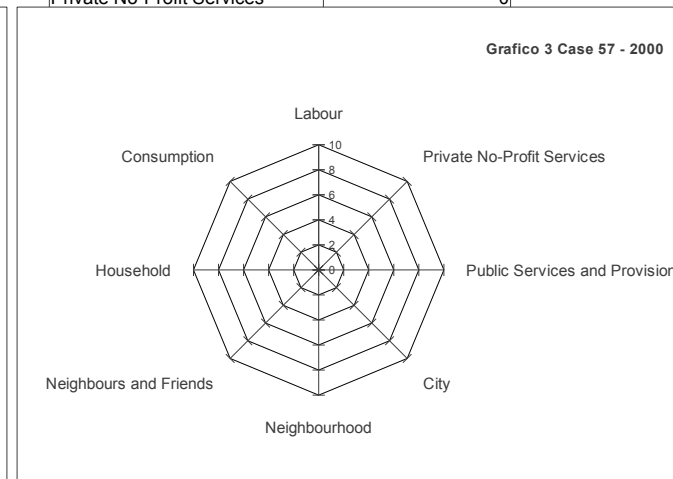 Private No-Profit Services
Grafico 3 Case 57 - 2000
Labour
Consumption
Private No-Profit Services
10
8
6
4
2
0
Household
Public Services and Provision
Neighbours and Friends
City
Neighbourhood